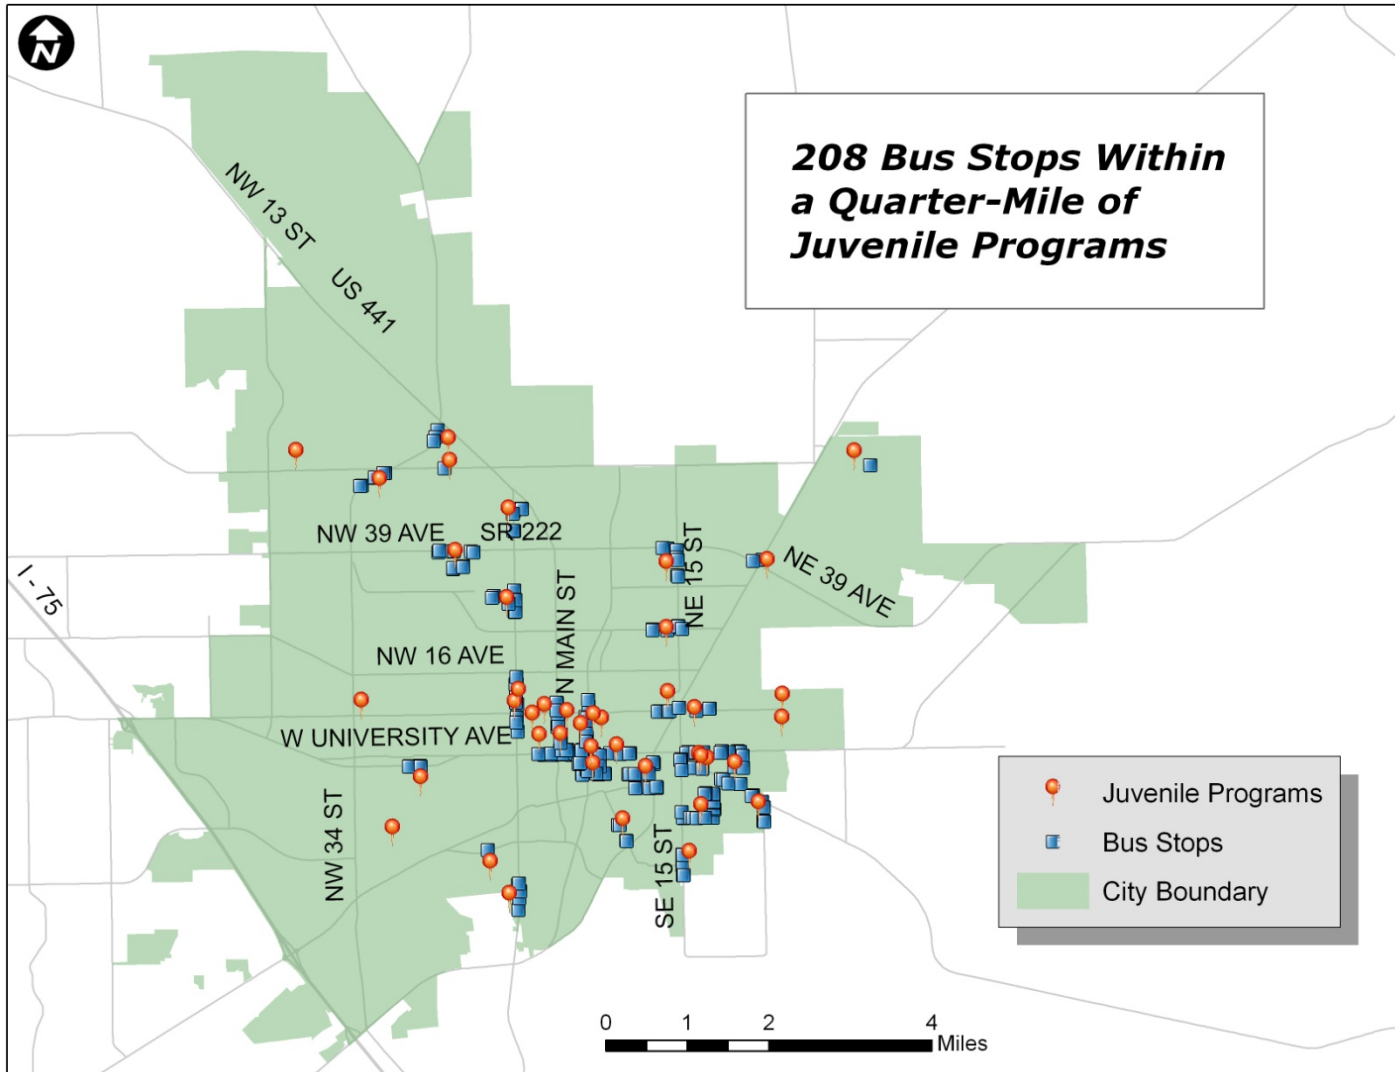 N
208 Bus Stops Within
a Quarter-Mile of
Juvenile Programs
NW 13 ST
US 441
NW 39 AVE
SR 222
NE 15 ST
NE 39 AVE
I - 75
N MAIN ST
NW 16 AVE
W UNIVERSITY AVE
NW 34 ST
SE 15 ST
Juvenile Programs
Bus Stops
City Boundary
0 1 2 4
Miles